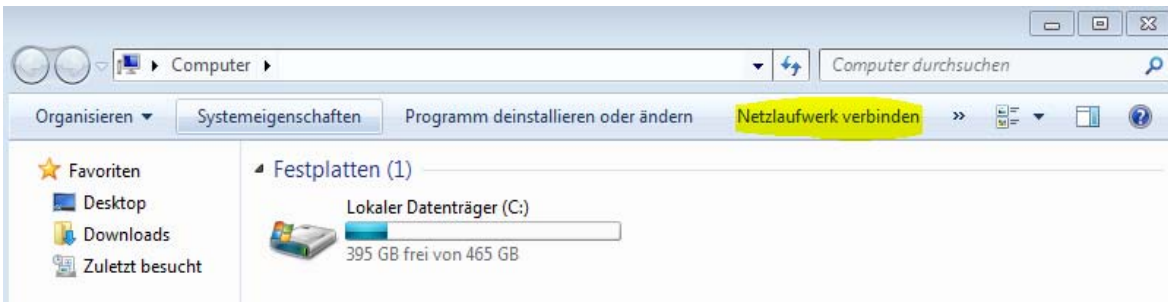 Computer
Computer durchsuchen
Organisieren Systemeigenschaften Programm deinstallieren oder ändern Netzlaufwerk verbinden »
Favoriten
Desktop
Downloads
Zuletzt besucht
Festplatten (1)
Lokaler Datenträger (C:)
395 GB frei von 465 GB